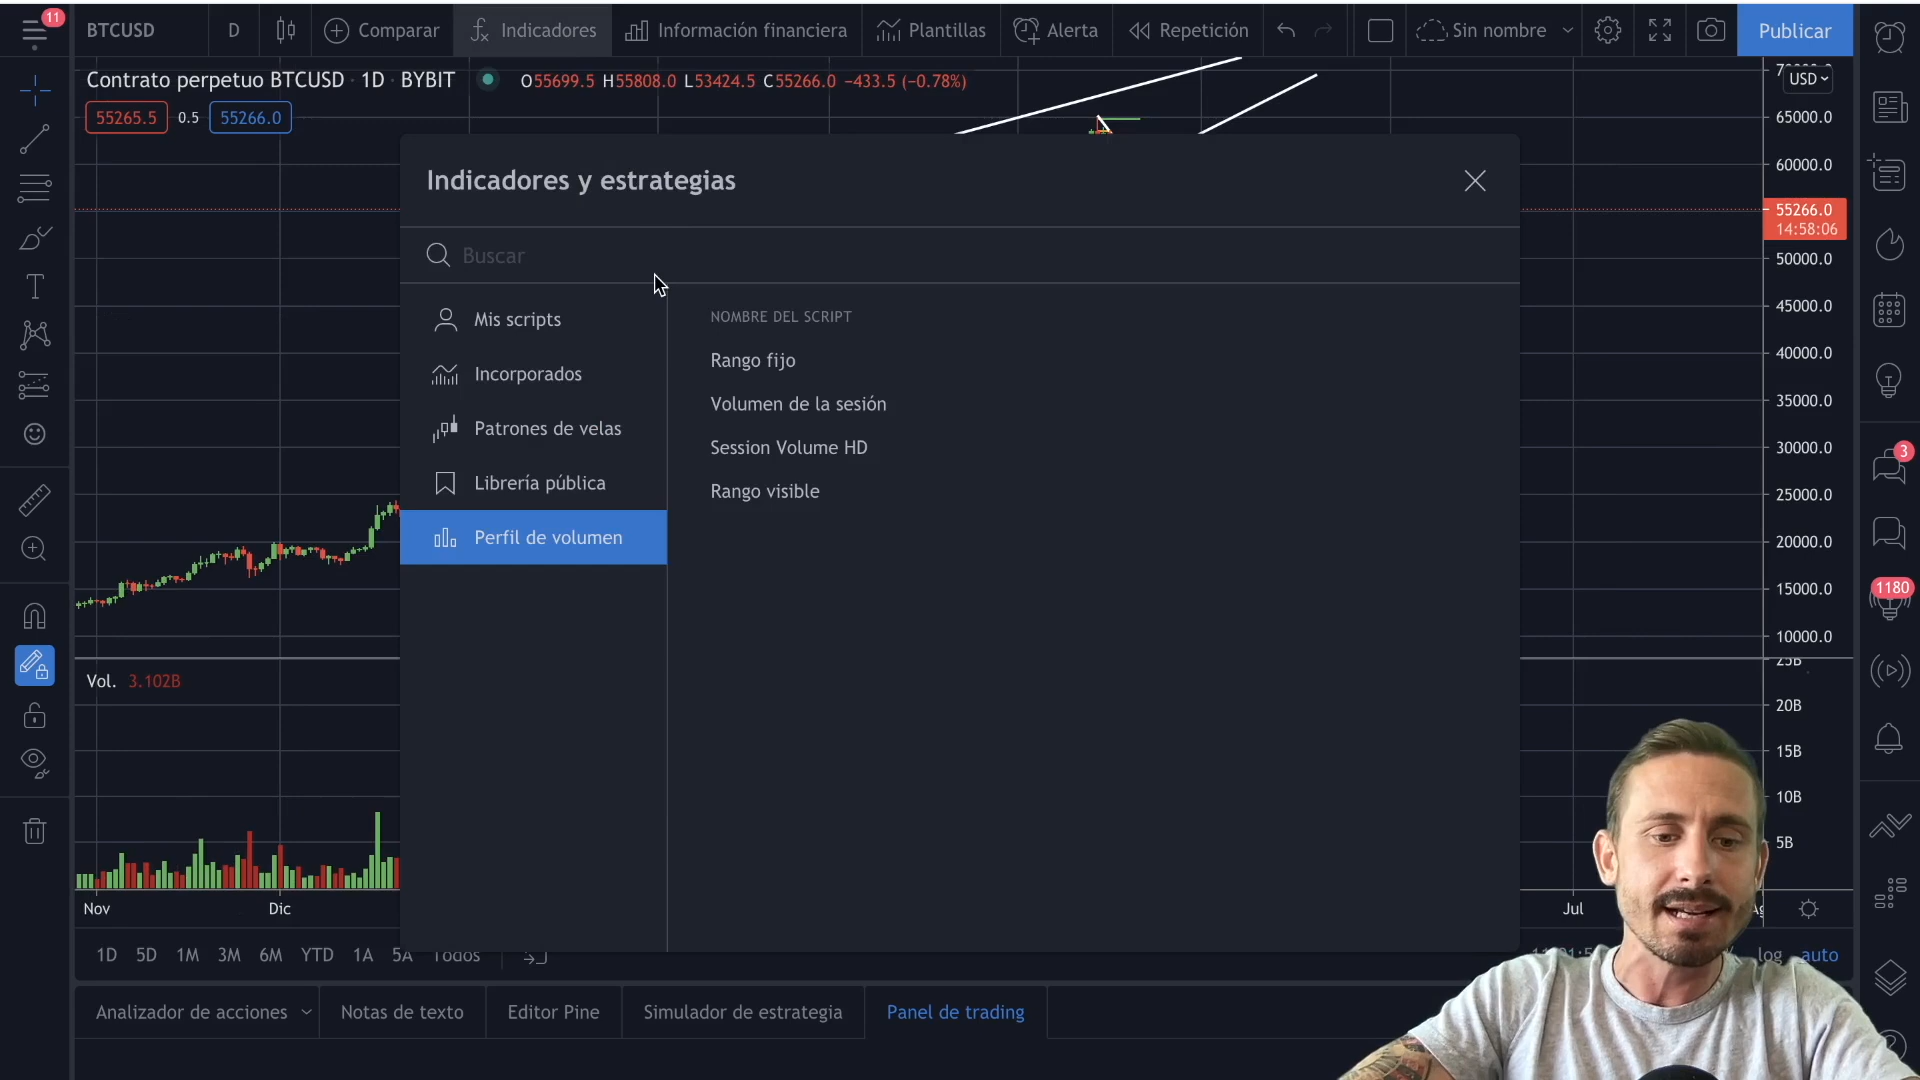 11
BTCUSD D Comparar Indicadores Información financiera Plantillas Alerta Repetición Sin nombre Publicar
Contrato perpetuo BTCUSD · 1D · BYBIT O55699.5 H55808.0 L53424.5 C55266.0 −433.5 (−0.78%)
USD
55265.5 0.5 55266.0
65000.0
60000.0
55266.0
14:58:06
50000.0
45000.0
40000.0
35000.0
30000.0
25000.0
20000.0
15000.0
10000.0
Indicadores y estrategias
Buscar
Mis scripts
Incorporados
Patrones de velas
Librería pública
Perfil de volumen
NOMBRE DEL SCRIPT
Rango fijo
Volumen de la sesión
Session Volume HD
Rango visible
3
1180
Vol. 3.102B
25B
20B
15B
10B
5B
Nov Dic Jul
1D 5D 1M 3M 6M YTD 1A 5A Todos log auto
Analizador de acciones Notas de texto Editor Pine Simulador de estrategia Panel de trading